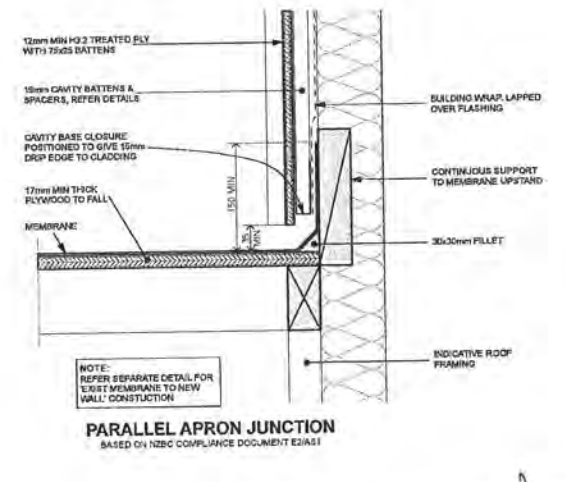 12mm MIN H3.2 TREATED PLY
WITH 75x25 BATTENS
CAVITY BATTENS &
SPACERS, REFER DETAILS
CAVITY BASE CLOSURE
POSITIONED TO GIVE 15mm
DRIP EDGE TO CLADDING
17mm MIN THICK
PLYWOOD TO FALL
MEMBRANE
150 MIN
35
MIN
BUILDING WRAP, LAPPED
OVER FLASHING
CONTINUOUS SUPPORT
TO MEMBRANE UPSTAND
30x30mm FILLET
INDICATIVE ROOF
FRAMING
NOTE:
REFER SEPARATE DETAIL FOR
'EXIST MEMBRANE TO NEW
WALL' CONSTUCTION
PARALLEL APRON JUNCTION
BASED ON NZBC COMPLIANCE DOCUMENT E2/AS1